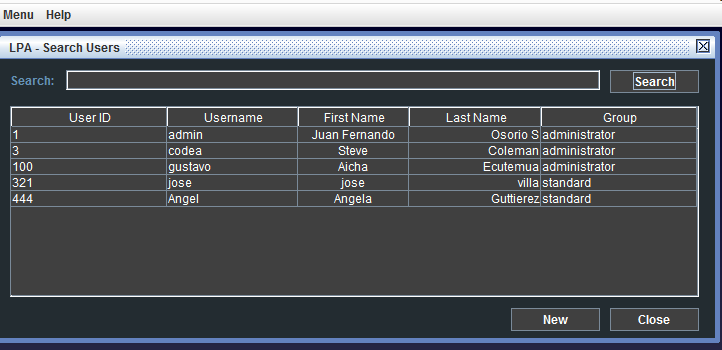 Menu Help
LPA - Search Users
Search: Search
User ID Username First Name Last Name Group
1 admin Juan Fernando Osorio S administrator
3 codea Steve Coleman administrator
100 gustavo Aicha Ecutemua administrator
321 jose jose villa standard
444 Angel Angela Guttierez standard
New Close